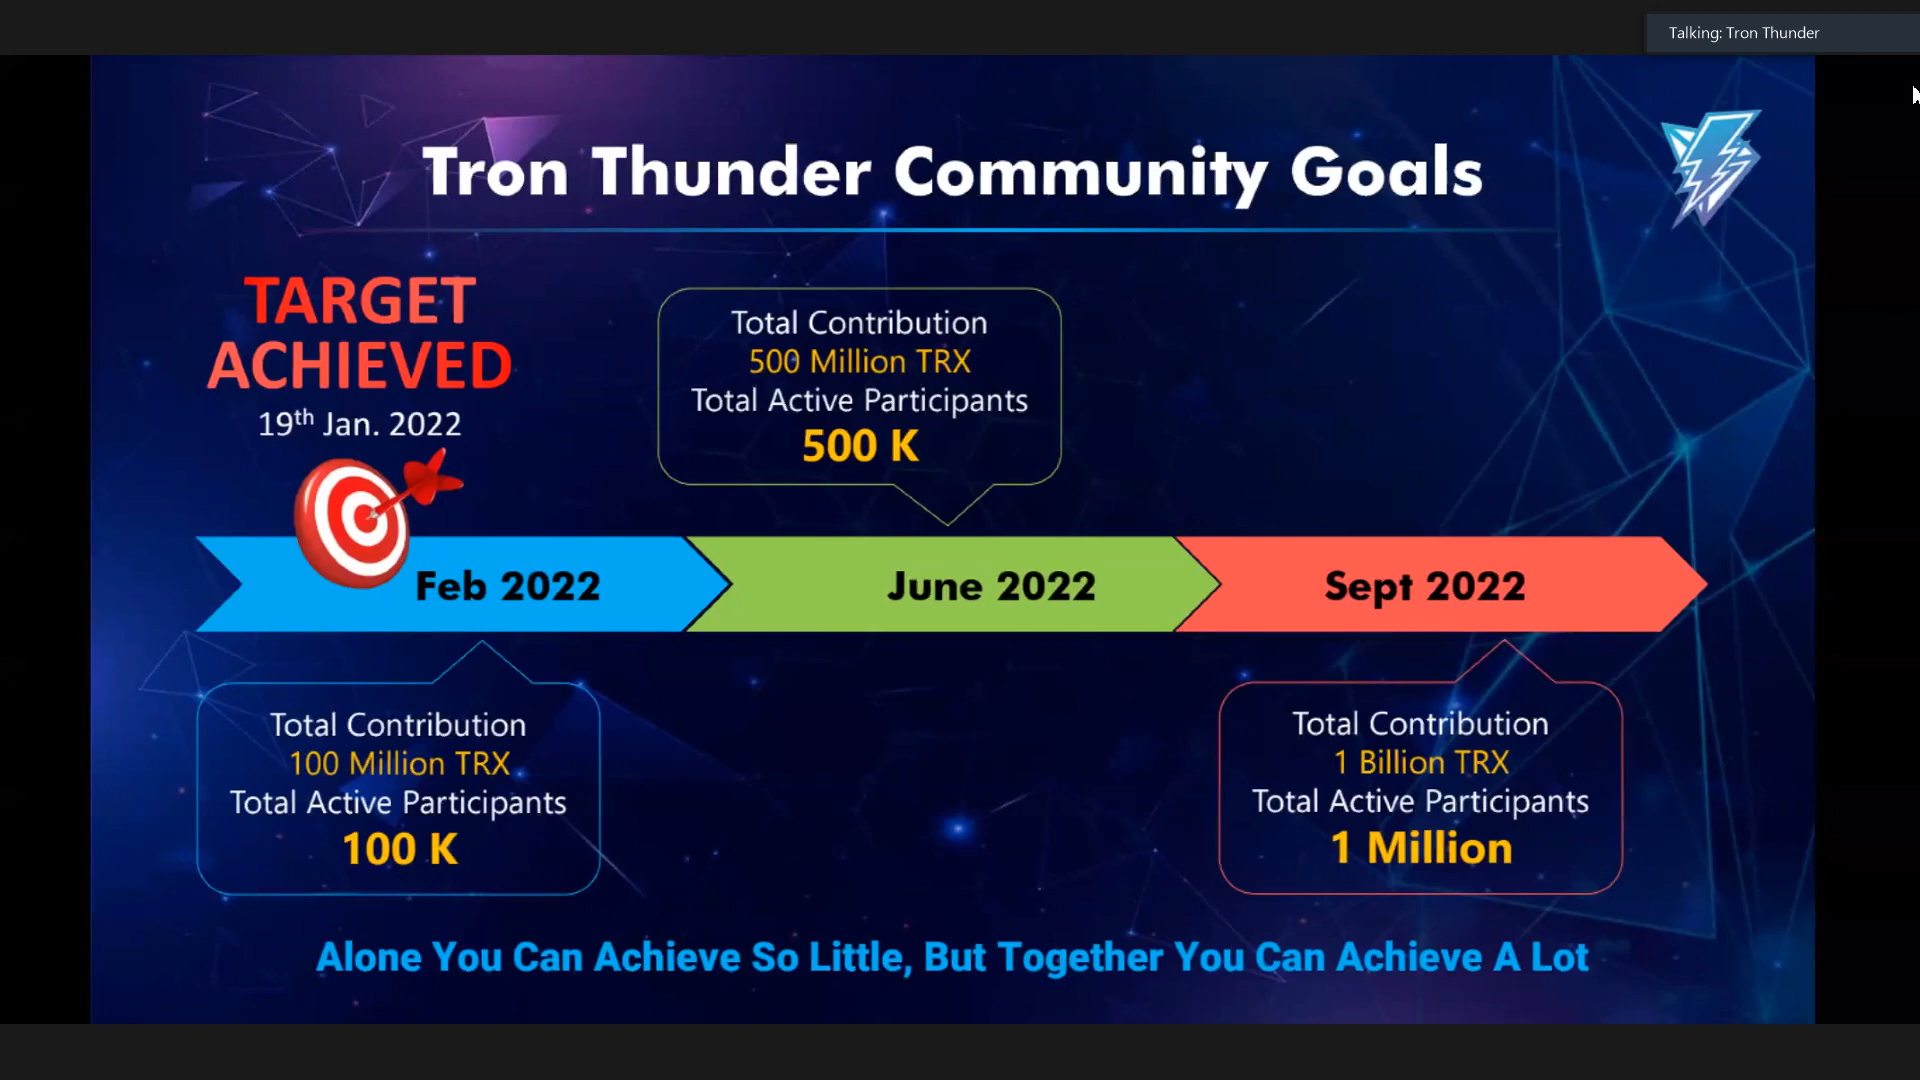 Talking: Tron Thunder
Tron Thunder Community Goals
TARGET
ACHIEVED
19th Jan. 2022
Total Contribution
500 Million TRX
Total Active Participants
500 K
Feb 2022
June 2022
Sept 2022
Total Contribution
100 Million TRX
Total Active Participants
100 K
Total Contribution
1 Billion TRX
Total Active Participants
1 Million
Alone You Can Achieve So Little, But Together You Can Achieve A Lot